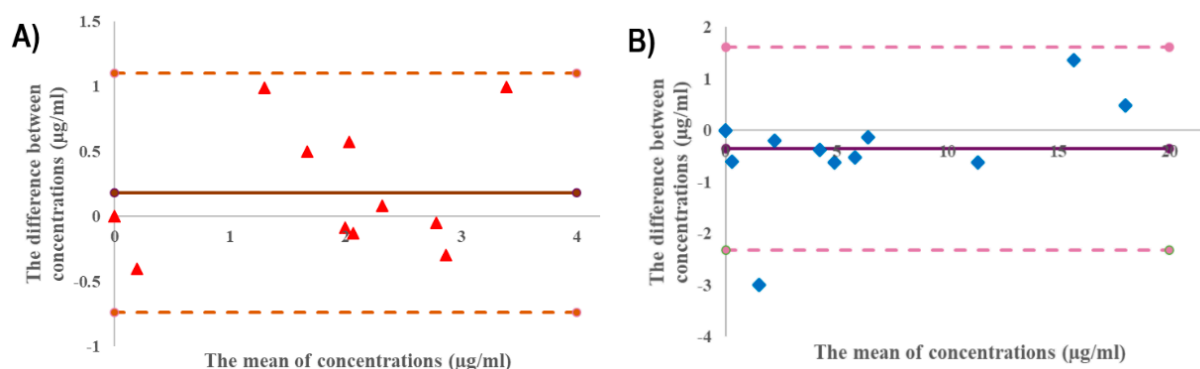 A)
The difference between
concentrations (µg/ml)
1.5
1
0.5
0
-0.5
-1
0
1
2
3
4
The mean of concentrations (µg/ml)
B)
The difference between
concentrations (µg/ml)
2
1
0
-1
-2
-3
-4
0
5
10
15
20
The mean of concentrations (µg/ml)